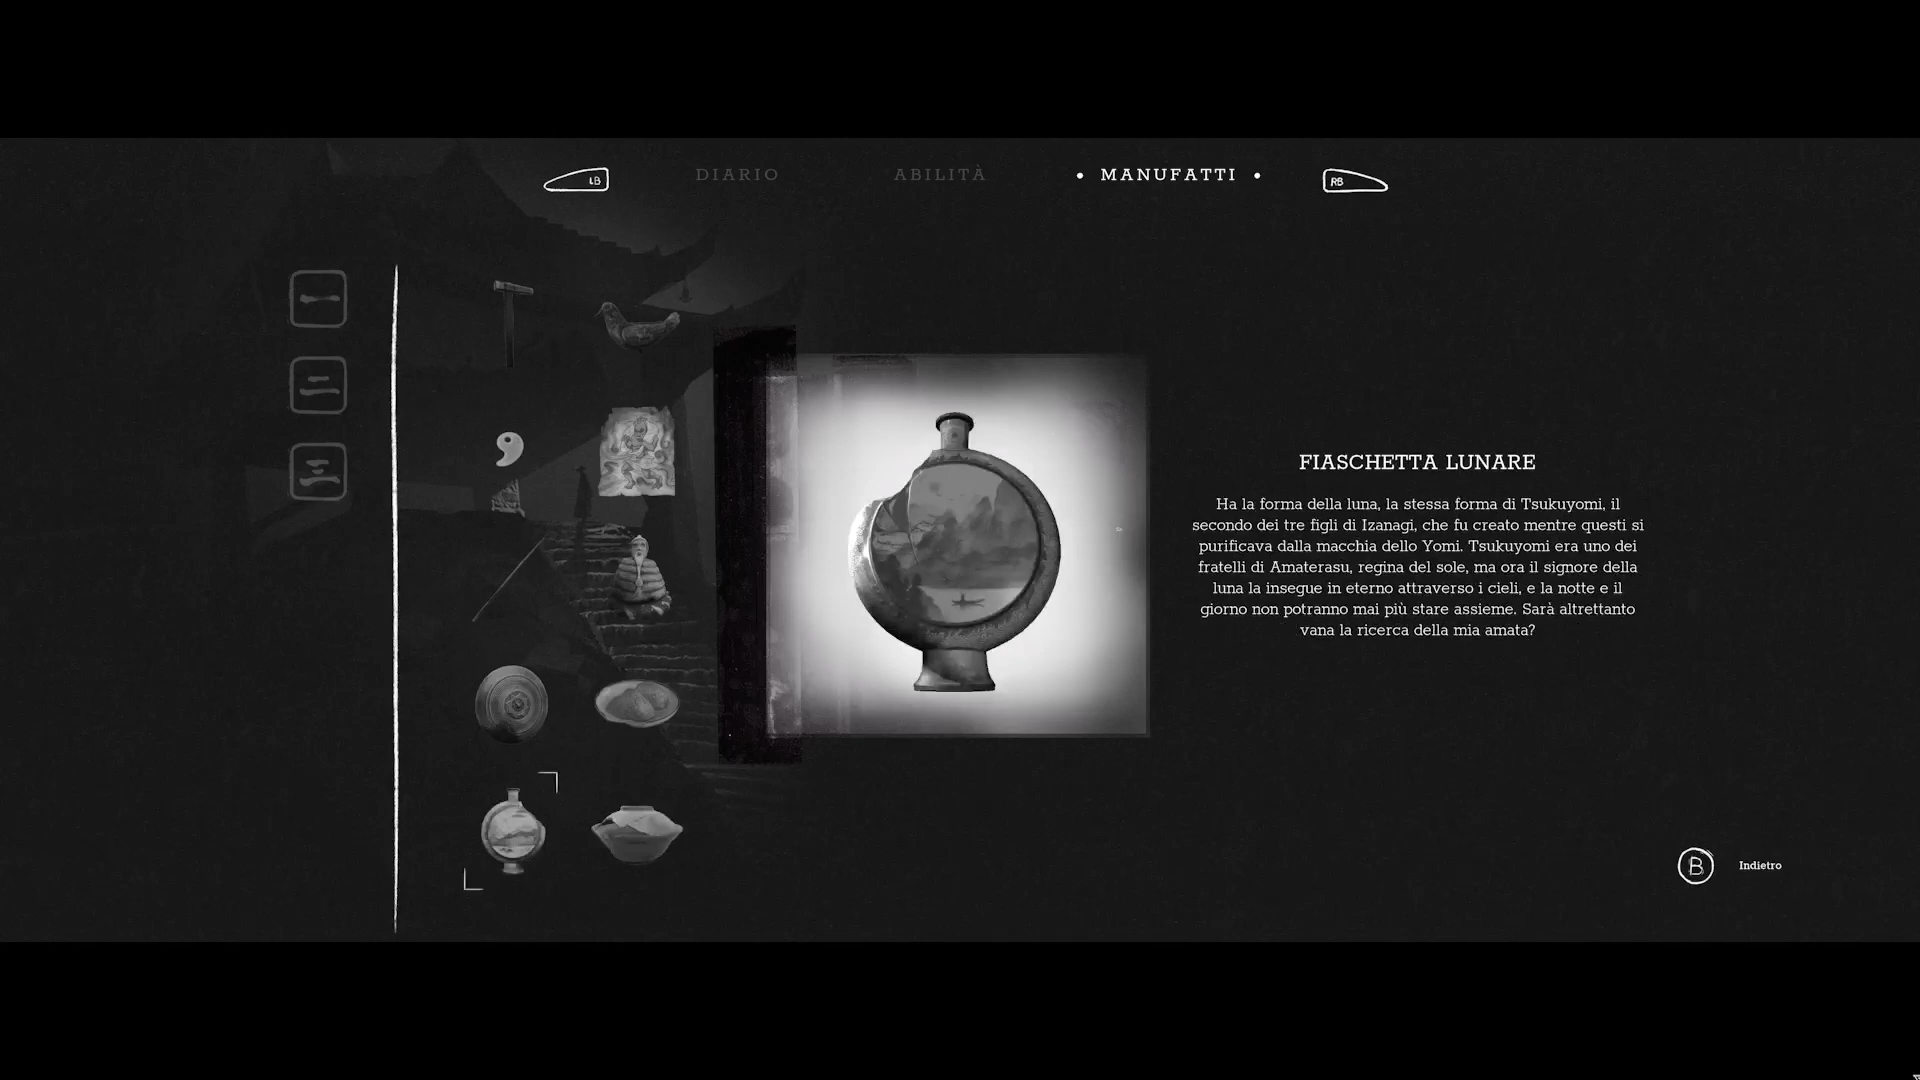 LB
DIARIO
ABILITÀ
• MANUFATTI •
RB
一
二
三
FIASCHETTA LUNARE
Ha la forma della luna, la stessa forma di Tsukuyomi, il
secondo dei tre figli di Izanagi, che fu creato mentre questi si
purificava dalla macchia dello Yomi. Tsukuyomi era uno dei
fratelli di Amaterasu, regina del sole, ma ora il signore della
luna la insegue in eterno attraverso i cieli, e la notte e il
giorno non potranno mai più stare assieme. Sarà altrettanto
vana la ricerca della mia amata?
B Indietro